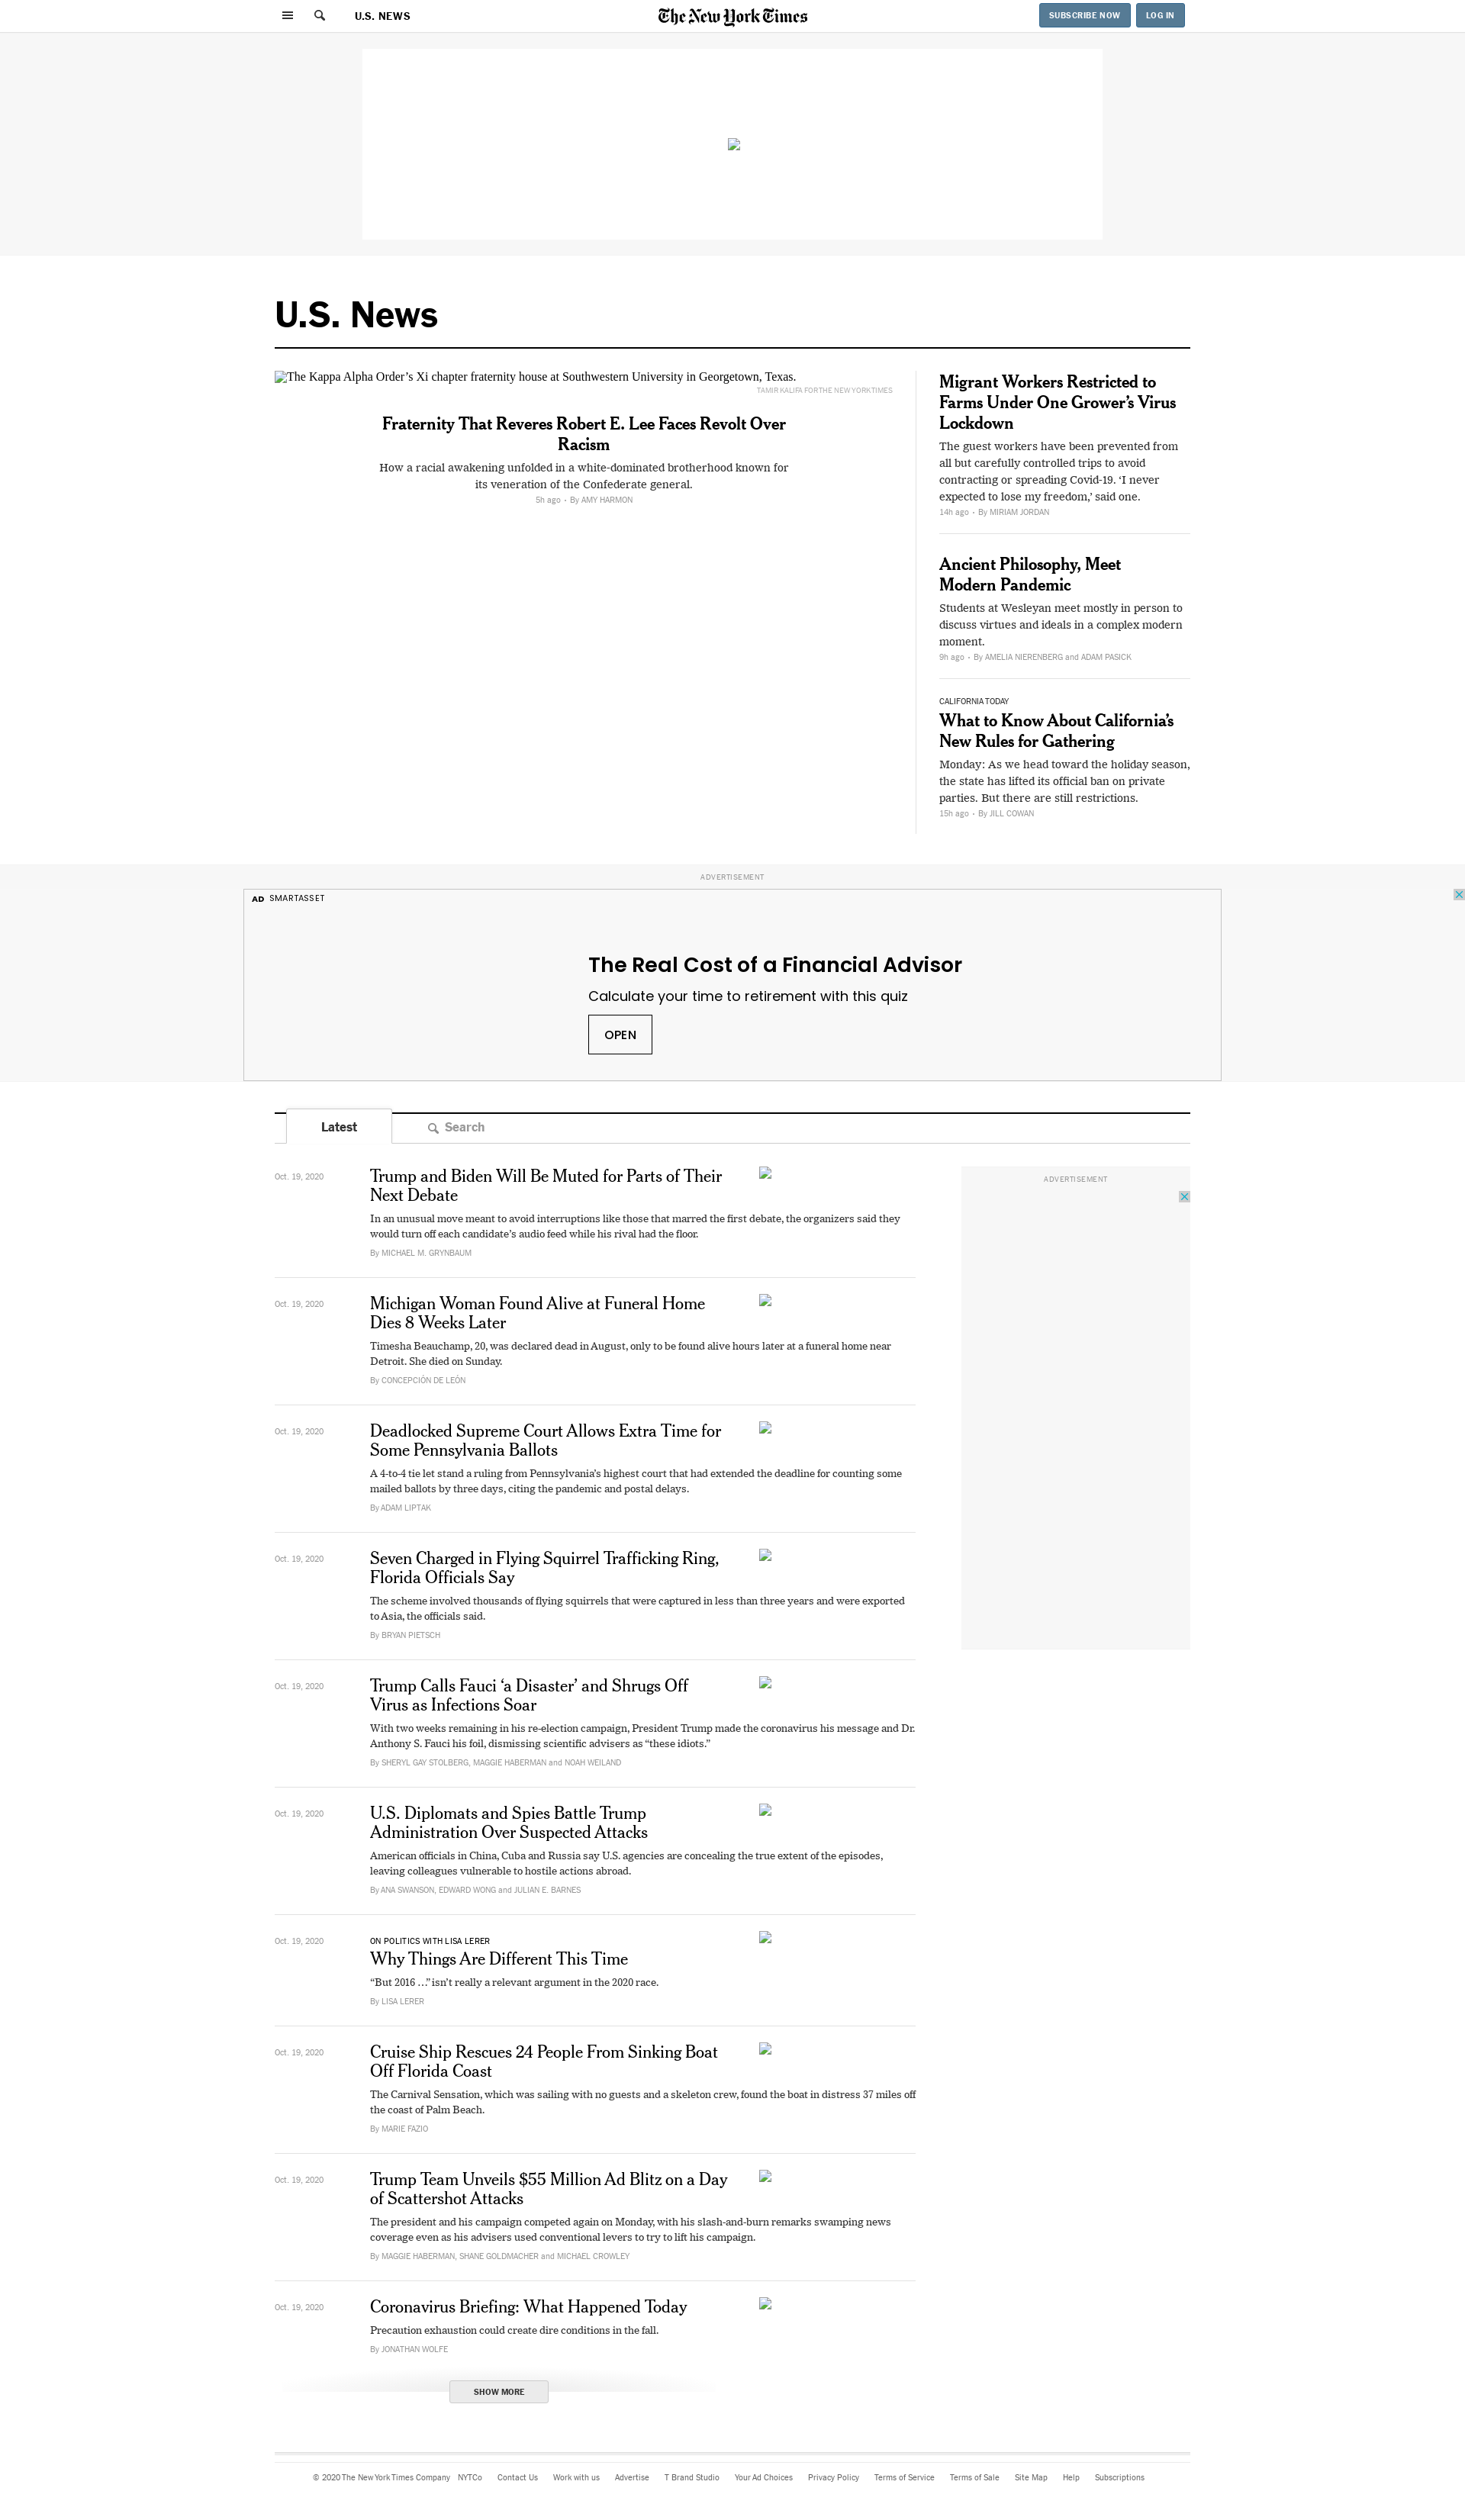 U.S. NEWS
The New York Times
SUBSCRIBE NOW
LOG IN
U.S. News
The Kappa Alpha Order’s Xi chapter fraternity house at Southwestern University in Georgetown, Texas.
TAMIR KALIFA FOR THE NEW YORK TIMES
Fraternity That Reveres Robert E. Lee Faces Revolt Over
Racism
How a racial awakening unfolded in a white-dominated brotherhood known for
its veneration of the Confederate general.
5h ago • By AMY HARMON
Migrant Workers Restricted to
Farms Under One Grower’s Virus
Lockdown
The guest workers have been prevented from
all but carefully controlled trips to avoid
contracting or spreading Covid-19. ‘I never
expected to lose my freedom,’ said one.
14h ago • By MIRIAM JORDAN
Ancient Philosophy, Meet
Modern Pandemic
Students at Wesleyan meet mostly in person to
discuss virtues and ideals in a complex modern
moment.
9h ago • By AMELIA NIERENBERG and ADAM PASICK
CALIFORNIA TODAY
What to Know About California’s
New Rules for Gathering
Monday: As we head toward the holiday season,
the state has lifted its official ban on private
parties. But there are still restrictions.
15h ago • By JILL COWAN
ADVERTISEMENT
AD SMARTASSET
The Real Cost of a Financial Advisor
Calculate your time to retirement with this quiz
OPEN
Latest
Search
ADVERTISEMENT
Oct. 19, 2020
Trump and Biden Will Be Muted for Parts of Their
Next Debate
In an unusual move meant to avoid interruptions like those that marred the first debate, the organizers said they
would turn off each candidate’s audio feed while his rival had the floor.
By MICHAEL M. GRYNBAUM
Oct. 19, 2020
Michigan Woman Found Alive at Funeral Home
Dies 8 Weeks Later
Timesha Beauchamp, 20, was declared dead in August, only to be found alive hours later at a funeral home near
Detroit. She died on Sunday.
By CONCEPCIÓN DE LEÓN
Oct. 19, 2020
Deadlocked Supreme Court Allows Extra Time for
Some Pennsylvania Ballots
A 4-to-4 tie let stand a ruling from Pennsylvania’s highest court that had extended the deadline for counting some
mailed ballots by three days, citing the pandemic and postal delays.
By ADAM LIPTAK
Oct. 19, 2020
Seven Charged in Flying Squirrel Trafficking Ring,
Florida Officials Say
The scheme involved thousands of flying squirrels that were captured in less than three years and were exported
to Asia, the officials said.
By BRYAN PIETSCH
Oct. 19, 2020
Trump Calls Fauci ‘a Disaster’ and Shrugs Off
Virus as Infections Soar
With two weeks remaining in his re-election campaign, President Trump made the coronavirus his message and Dr.
Anthony S. Fauci his foil, dismissing scientific advisers as “these idiots.”
By SHERYL GAY STOLBERG, MAGGIE HABERMAN and NOAH WEILAND
Oct. 19, 2020
U.S. Diplomats and Spies Battle Trump
Administration Over Suspected Attacks
American officials in China, Cuba and Russia say U.S. agencies are concealing the true extent of the episodes,
leaving colleagues vulnerable to hostile actions abroad.
By ANA SWANSON, EDWARD WONG and JULIAN E. BARNES
Oct. 19, 2020
ON POLITICS WITH LISA LERER
Why Things Are Different This Time
“But 2016 …” isn’t really a relevant argument in the 2020 race.
By LISA LERER
Oct. 19, 2020
Cruise Ship Rescues 24 People From Sinking Boat
Off Florida Coast
The Carnival Sensation, which was sailing with no guests and a skeleton crew, found the boat in distress 37 miles off
the coast of Palm Beach.
By MARIE FAZIO
Oct. 19, 2020
Trump Team Unveils $55 Million Ad Blitz on a Day
of Scattershot Attacks
The president and his campaign competed again on Monday, with his slash-and-burn remarks swamping news
coverage even as his advisers used conventional levers to try to lift his campaign.
By MAGGIE HABERMAN, SHANE GOLDMACHER and MICHAEL CROWLEY
Oct. 19, 2020
Coronavirus Briefing: What Happened Today
Precaution exhaustion could create dire conditions in the fall.
By JONATHAN WOLFE
SHOW MORE
© 2020 The New York Times Company NYTCo Contact Us Work with us Advertise T Brand Studio Your Ad Choices Privacy Policy Terms of Service Terms of Sale Site Map Help Subscriptions